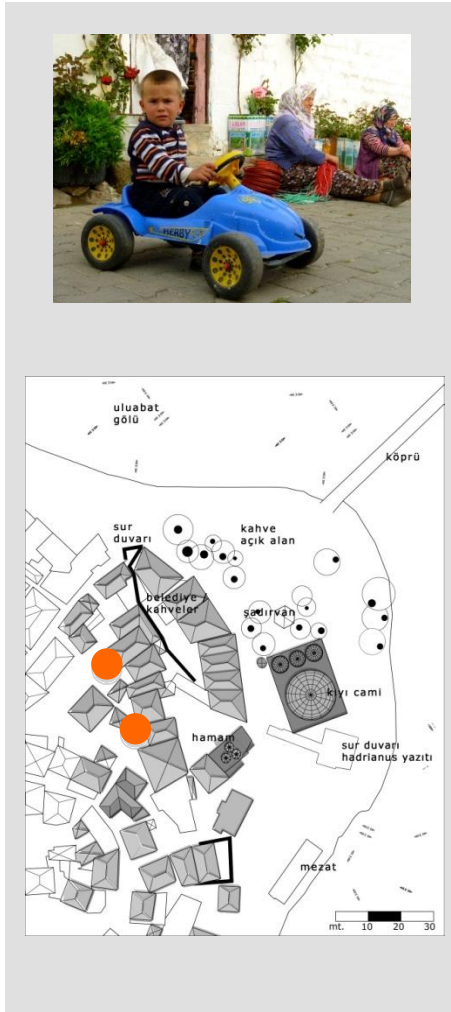 HERBY
uluabat
gölü
köprü
sur
duvarı
kahve
açık alan
belediye /
kahveler
şadırvan
kıyı cami
hamam
sur duvarı
hadrianus yazıtı
mezat
mt. 10 20 30